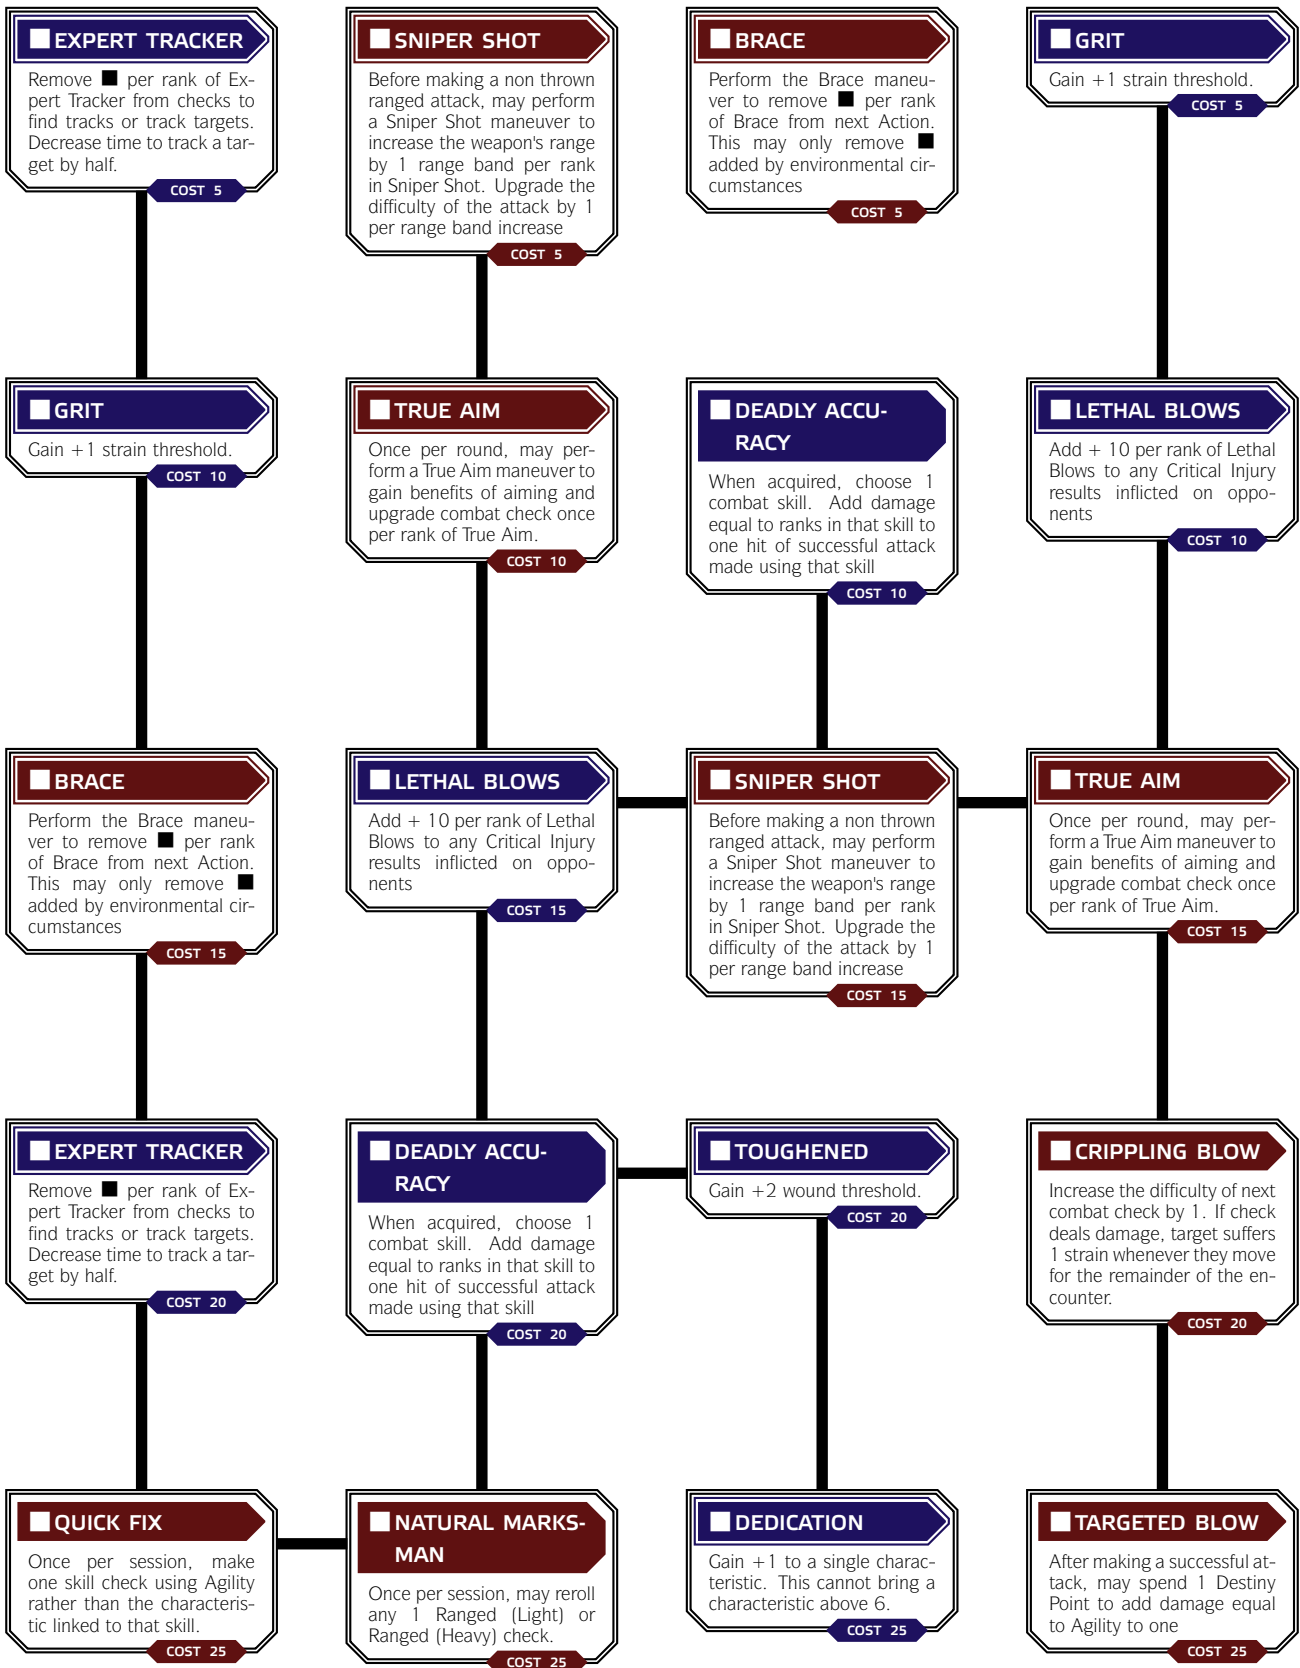 EXPERT TRACKER
Remove per rank of Ex-
pert Tracker from checks to
find tracks or track targets.
Decrease time to track a tar-
get by half.
COST 5
SNIPER SHOT
Before making a non thrown
ranged attack, may perform
a Sniper Shot maneuver to
increase the weapon's range
by 1 range band per rank
in Sniper Shot. Upgrade the
difficulty of the attack by 1
per range band increase
COST 5
BRACE
Perform the Brace maneu-
ver to remove per rank
of Brace from next Action.
This may only remove
added by environmental cir-
cumstances
COST 5
GRIT
Gain +1 strain threshold.
COST 5
GRIT
Gain +1 strain threshold.
COST 10
TRUE AIM
Once per round, may per-
form a True Aim maneuver to
gain benefits of aiming and
upgrade combat check once
per rank of True Aim.
COST 10
DEADLY ACCU-
RACY
When acquired, choose 1
combat skill. Add damage
equal to ranks in that skill to
one hit of successful attack
made using that skill
COST 10
LETHAL BLOWS
Add + 10 per rank of Lethal
Blows to any Critical Injury
results inflicted on oppo-
nents
COST 10
BRACE
Perform the Brace maneu-
ver to remove per rank
of Brace from next Action.
This may only remove
added by environmental cir-
cumstances
COST 15
LETHAL BLOWS
Add + 10 per rank of Lethal
Blows to any Critical Injury
results inflicted on oppo-
nents
COST 15
SNIPER SHOT
Before making a non thrown
ranged attack, may perform
a Sniper Shot maneuver to
increase the weapon's range
by 1 range band per rank
in Sniper Shot. Upgrade the
difficulty of the attack by 1
per range band increase
COST 15
TRUE AIM
Once per round, may per-
form a True Aim maneuver to
gain benefits of aiming and
upgrade combat check once
per rank of True Aim.
COST 15
EXPERT TRACKER
Remove per rank of Ex-
pert Tracker from checks to
find tracks or track targets.
Decrease time to track a tar-
get by half.
COST 20
DEADLY ACCU-
RACY
When acquired, choose 1
combat skill. Add damage
equal to ranks in that skill to
one hit of successful attack
made using that skill
COST 20
TOUGHENED
Gain +2 wound threshold.
COST 20
CRIPPLING BLOW
Increase the difficulty of next
combat check by 1. If check
deals damage, target suffers
1 strain whenever they move
for the remainder of the en-
counter.
COST 20
QUICK FIX
Once per session, make
one skill check using Agility
rather than the characteris-
tic linked to that skill.
COST 25
NATURAL MARKS-
MAN
Once per session, may reroll
any 1 Ranged (Light) or
Ranged (Heavy) check.
COST 25
DEDICATION
Gain +1 to a single charac-
teristic. This cannot bring a
characteristic above 6.
COST 25
TARGETED BLOW
After making a successful at-
tack, may spend 1 Destiny
Point to add damage equal
to Agility to one
COST 25